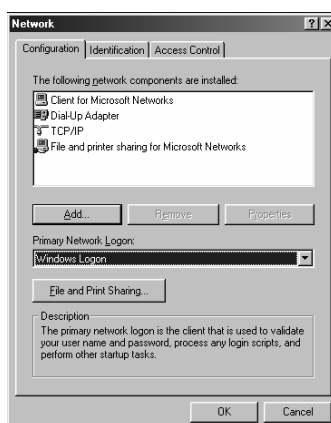 Network
? X
Configuration Identification Access Control
The following network components are installed:
Client for Microsoft Networks
Dial-Up Adapter
TCP/IP
File and printer sharing for Microsoft Networks
Add... Remove Properties
Primary Network Logon:
Windows Logon
File and Print Sharing...
Description
The primary network logon is the client that is used to validate
your user name and password, process any login scripts, and
perform other startup tasks.
OK Cancel